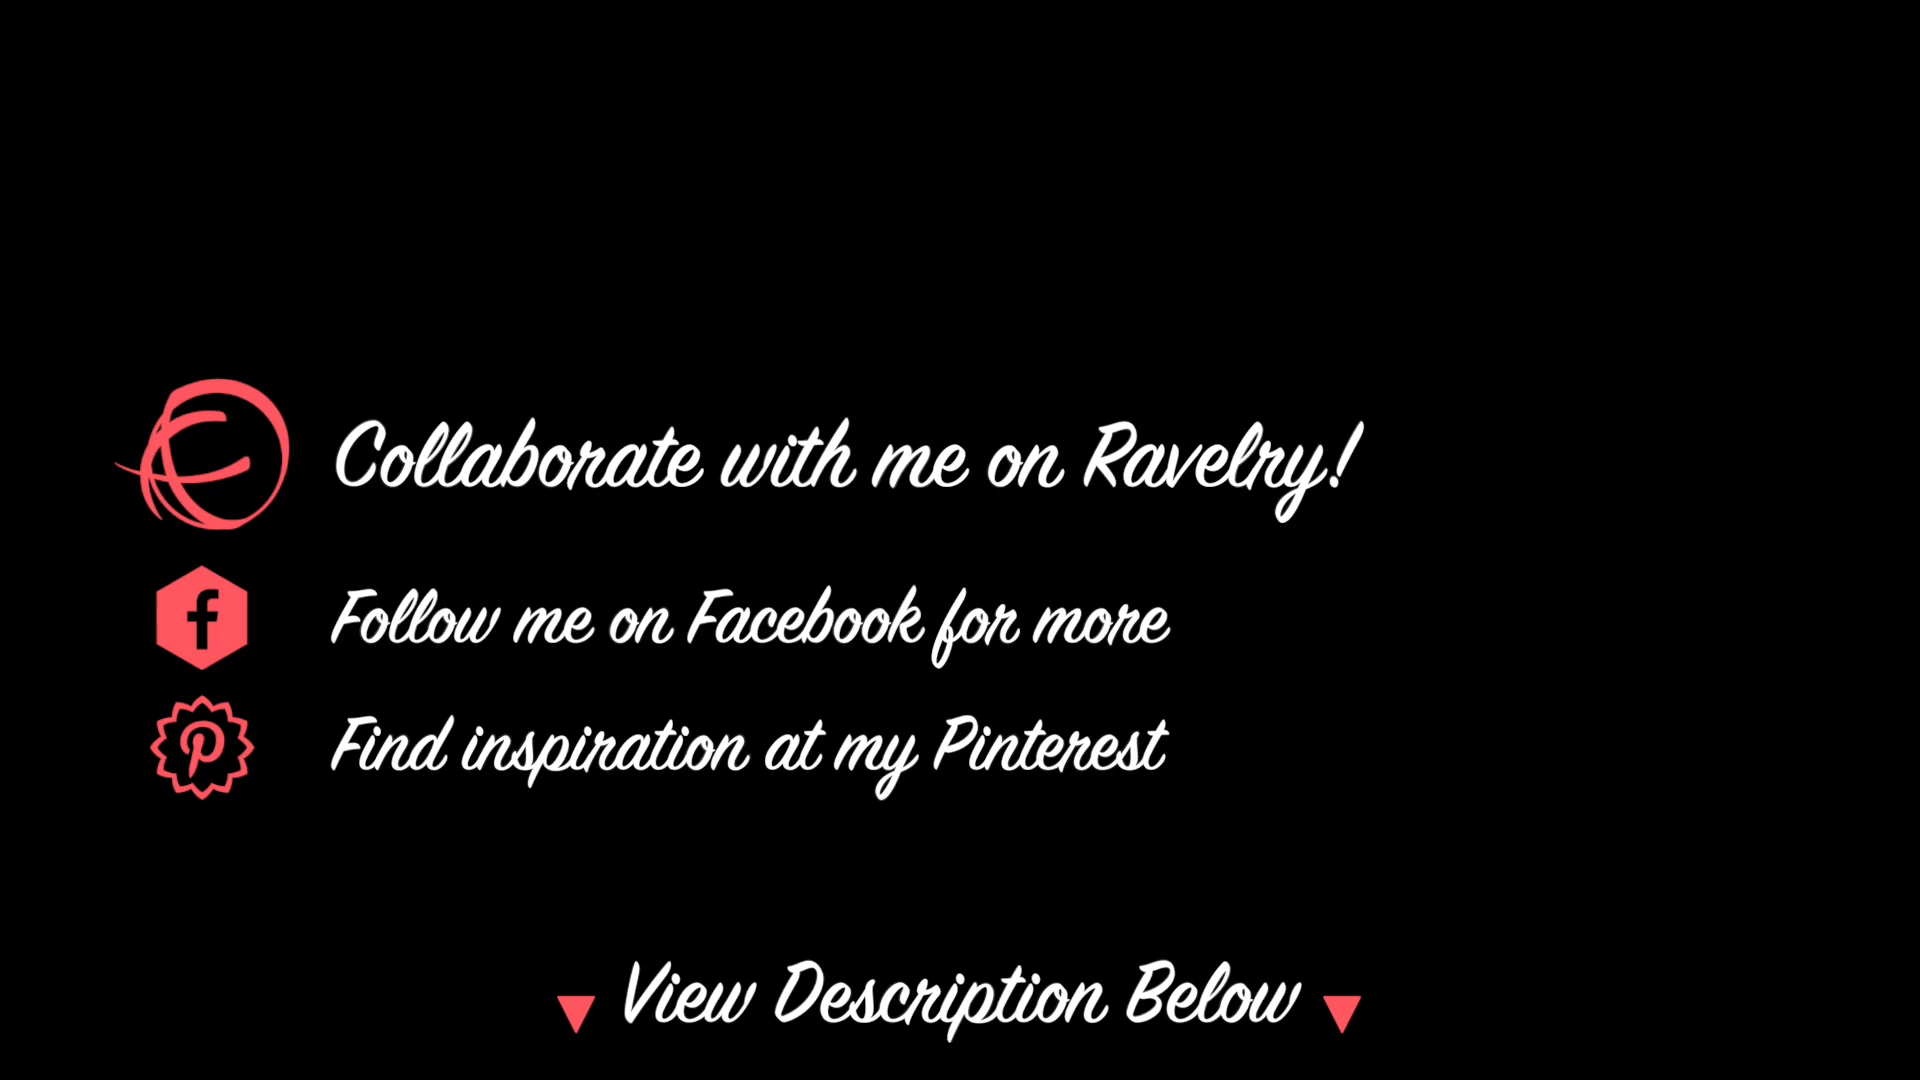 Collaborate with me on Ravelry!
Follow me on Facebook for more
Find inspiration at my Pinterest
View Description Below